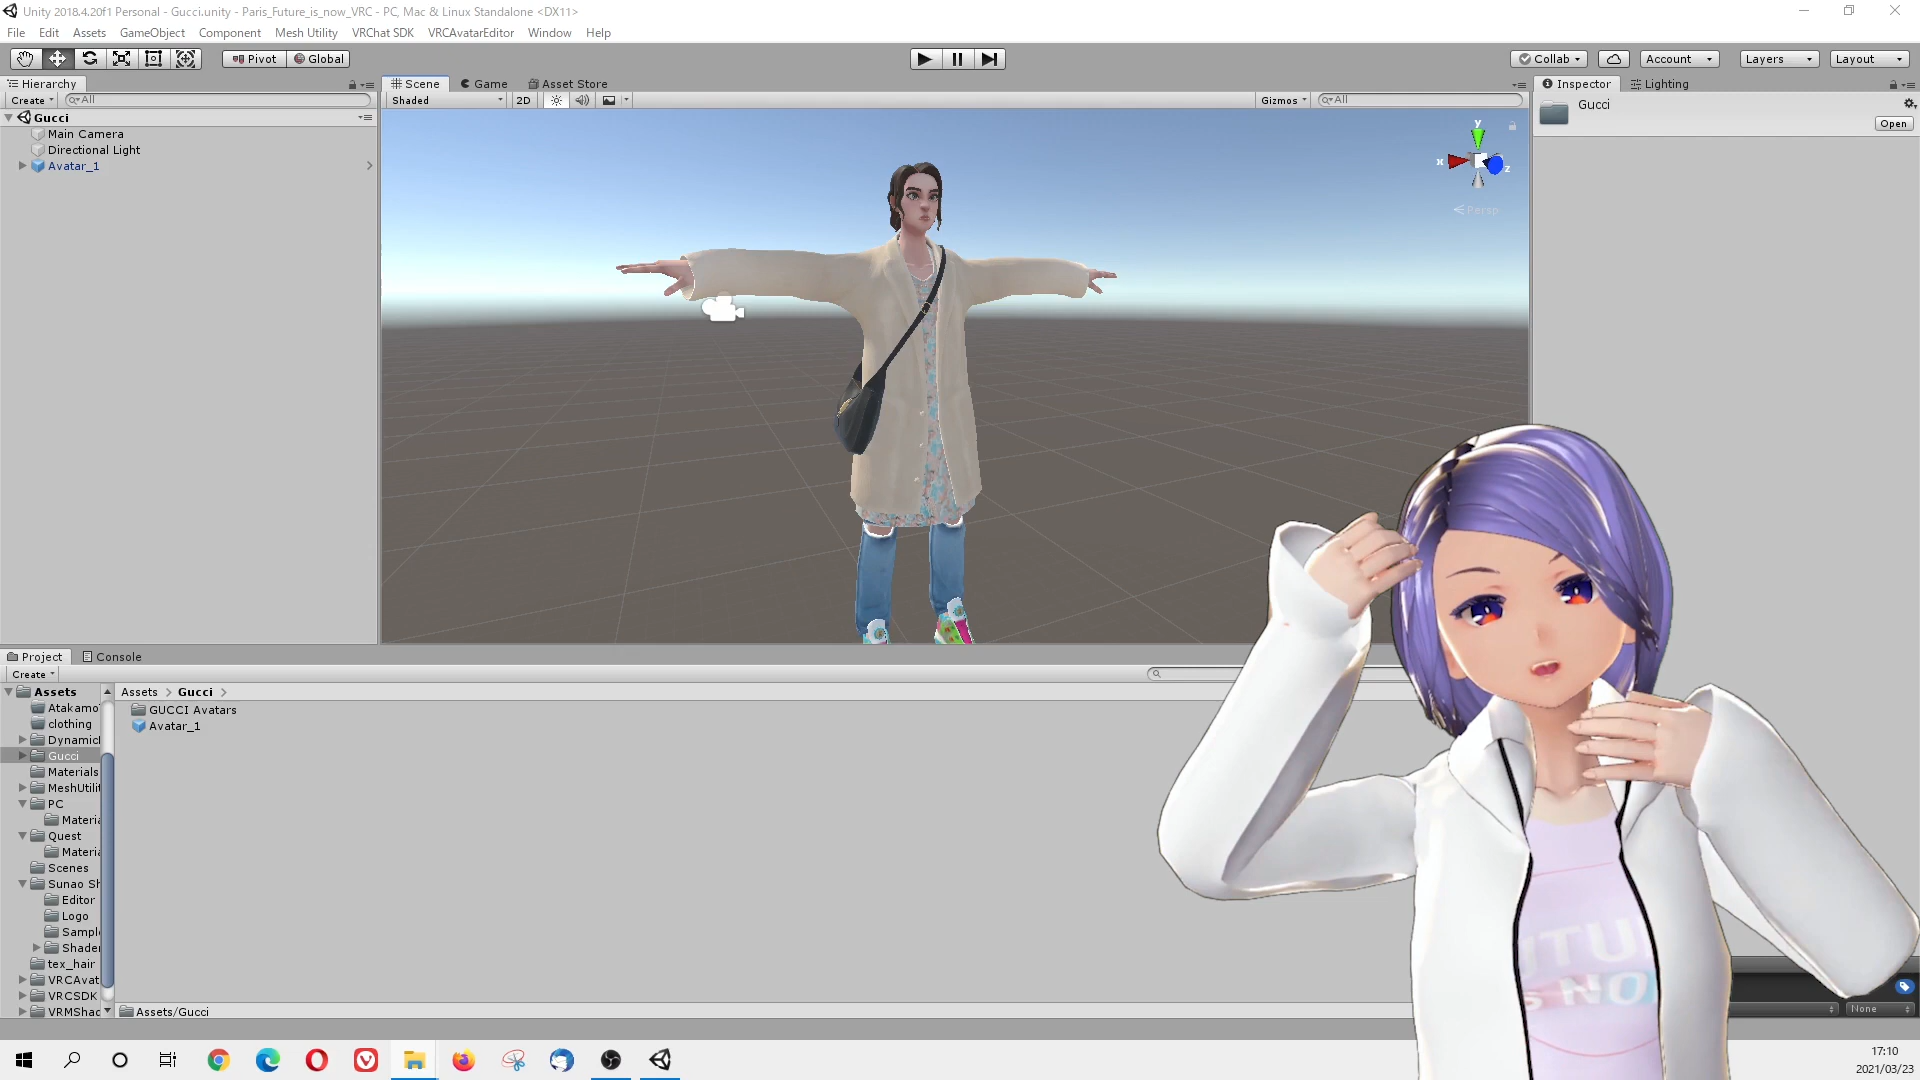 Unity 2018.4.20f1 Personal - Gucci.unity - Paris_Future_is_now_VRC - PC, Mac & Linux Standalone <DX11>
File Edit Assets GameObject Component Mesh Utility VRChat SDK VRCAvatarEditor Window Help
Pivot Global Collab Account Layers Layout
Hierarchy Scene Game Asset Store Inspector Lighting
Create All Shaded 2D Gizmos All Gucci
Open
Gucci
Main Camera
Directional Light
Avatar_1
y
x
z
Persp
Project Console
Create
Assets Assets > Gucci >
Atakamo GUCCI Avatars
clothing Avatar_1
Dynamic
Gucci
Materials
MeshUtili
PC
Materia
Quest
Materia
Scenes
Sunao Sh
Editor
Logo
Sampl
Shader
tex_hair
VRCAvat
VRCSDK
VRMShad Assets/Gucci
None
17:10
2021/03/23